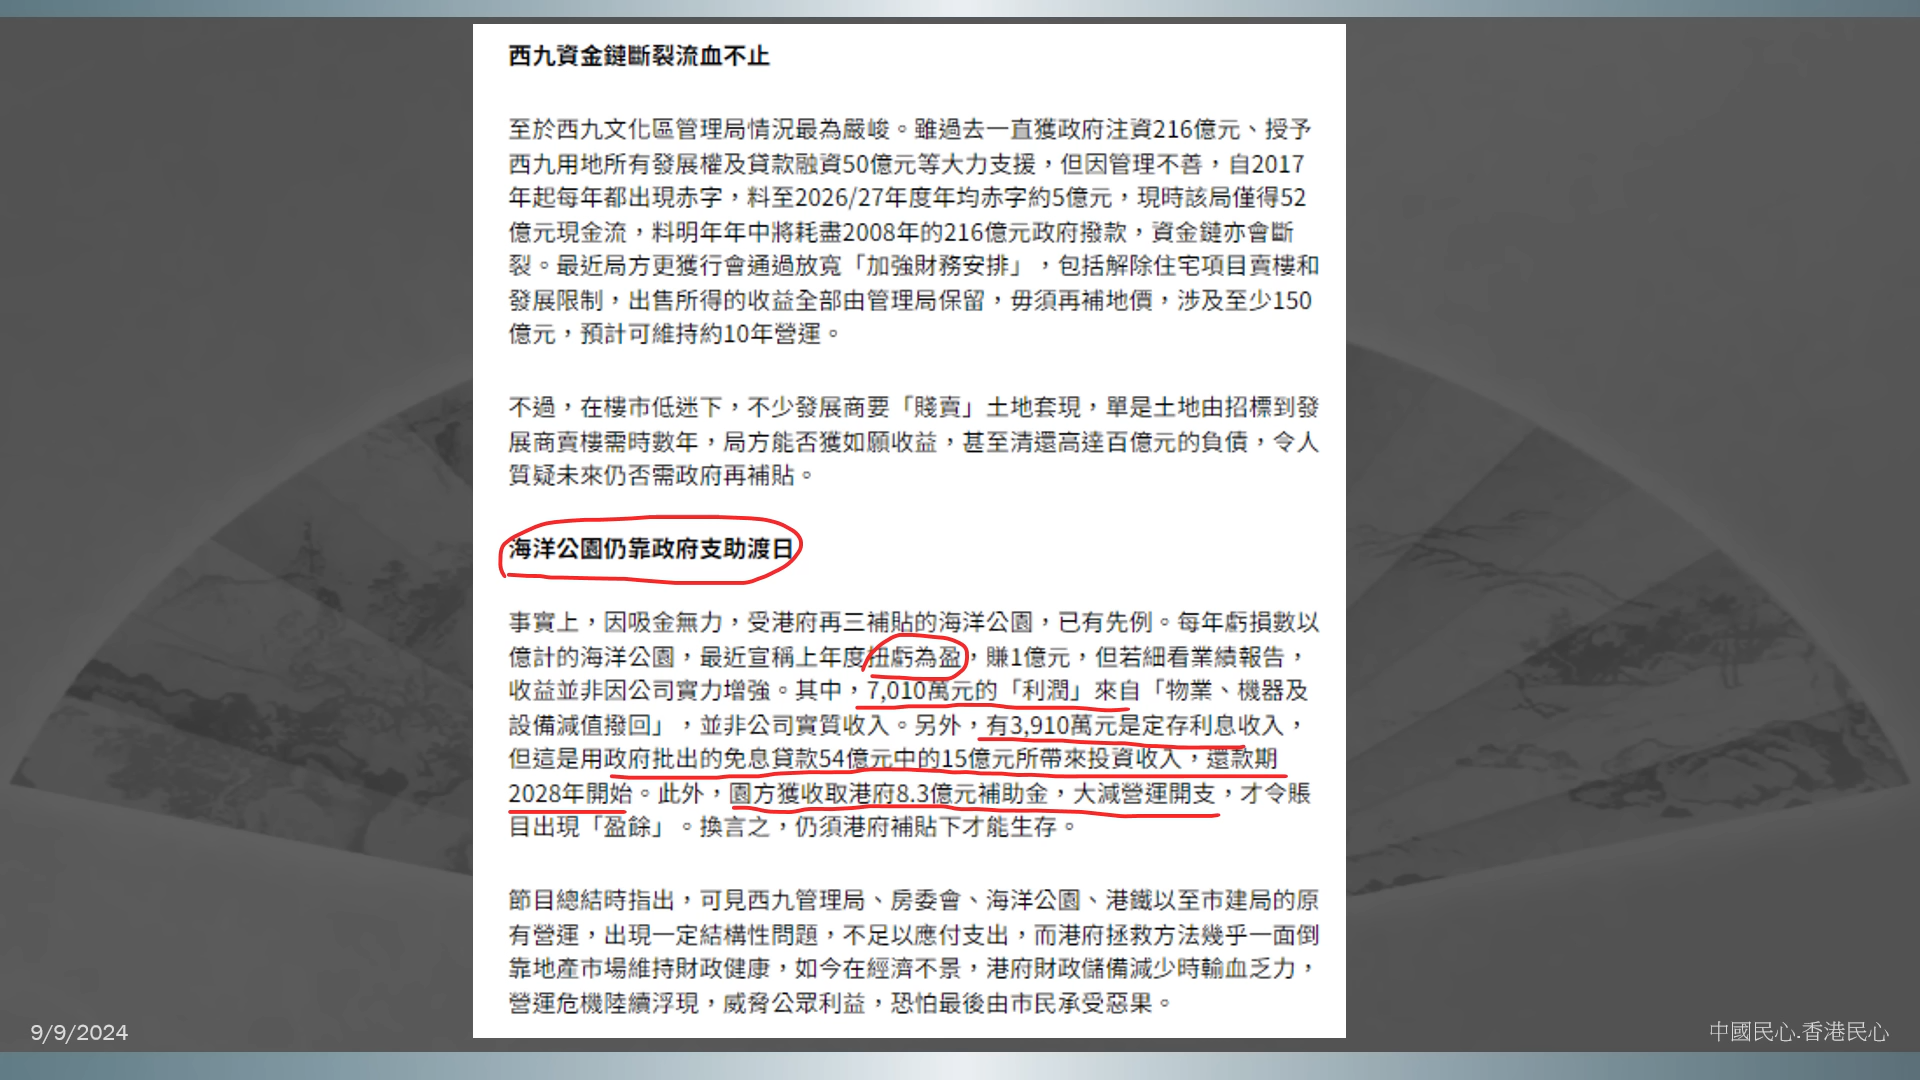 西九資金鏈斷裂流血不止
至於西九文化區管理局情況最為嚴峻。雖過去一直獲政府注資216億元、授予
西九用地所有發展權及貸款融資50億元等大力支援，但因管理不善，自2017
年起每年都出現赤字，料至2026/27年度年均赤字約5億元，現時該局僅得52
億元現金流，料明年年中將耗盡2008年的216億元政府撥款，資金鏈亦會斷
裂。最近局方更獲行會通過放寬「加強財務安排」，包括解除住宅項目賣樓和
發展限制，出售所得的收益全部由管理局保留，毋須再補地價，涉及至少150
億元，預計可維持約10年營運。
不過，在樓市低迷下，不少發展商要「賤賣」土地套現，單是土地由招標到發
展商賣樓需時數年，局方能否獲如願收益，甚至清還高達百億元的負債，令人
質疑未來仍否需政府再補貼。
海洋公園仍靠政府支助渡日
事實上，因吸金無力，受港府再三補貼的海洋公園，已有先例。每年虧損數以
億計的海洋公園，最近宣稱上年度扭虧為盈，賺1億元，但若細看業績報告，
收益並非因公司實力增強。其中，7,010萬元的「利潤」來自「物業、機器及
設備減值撥回」，並非公司實質收入。另外，有3,910萬元是定存利息收入，
但這是用政府批出的免息貸款54億元中的15億元所帶來投資收入，還款期
2028年開始。此外，園方獲收取港府8.3億元補助金，大減營運開支，才令賬
目出現「盈餘」。換言之，仍須港府補貼下才能生存。
節目總結時指出，可見西九管理局、房委會、海洋公園、港鐵以至市建局的原
有營運，出現一定結構性問題，不足以應付支出，而港府拯救方法幾乎一面倒
靠地產市場維持財政健康，如今在經濟不景，港府財政儲備減少時輸血乏力，
營運危機陸續浮現，威脅公眾利益，恐怕最後由市民承受惡果。
9/9/2024
中國民心.香港民心